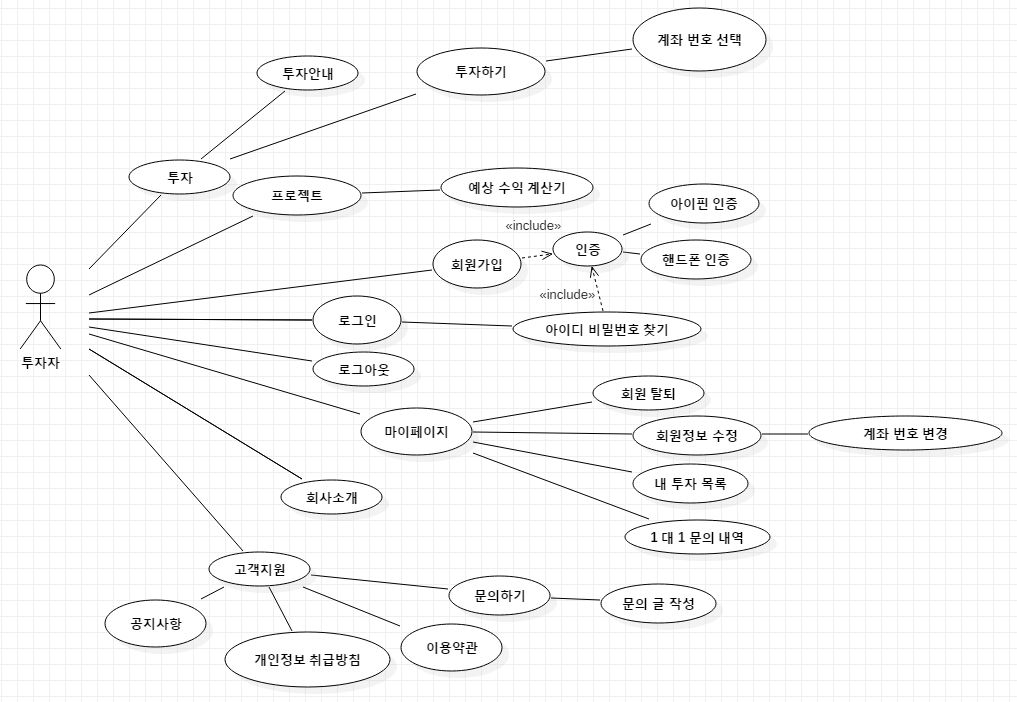 계좌 번호 선택
투자안내
투자하기
투자
프로젝트
예상 수익 계산기
아이핀 인증
«include»
회원가입
인증
핸드폰 인증
«include»
로그인
아이디 비밀번호 찾기
투자자
로그아웃
회원 탈퇴
마이페이지
회원정보 수정
계좌 번호 변경
내 투자 목록
회사소개
1 대 1 문의 내역
고객지원
문의하기
문의 글 작성
공지사항
이용약관
개인정보 취급방침